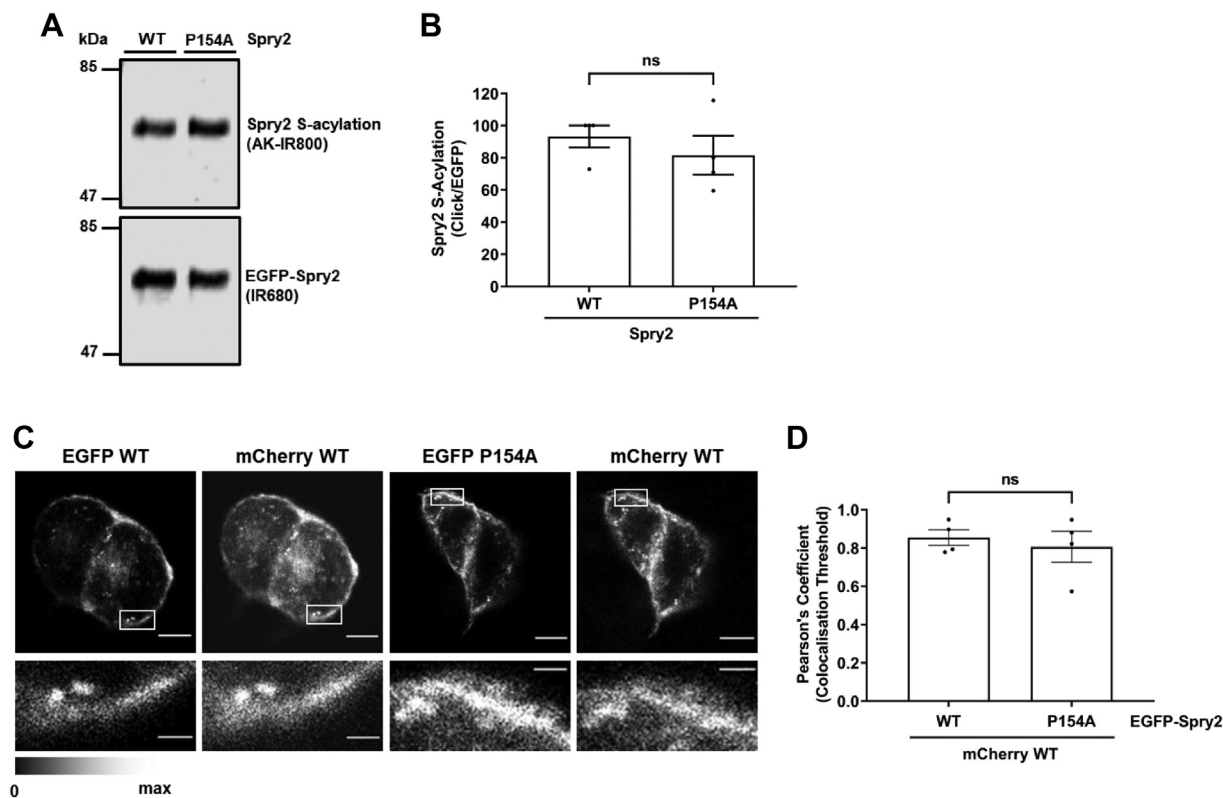 A
kDa
WT
P154A
Spry2
85
Spry2 S-acylation
(AK-IR800)
47
85
EGFP-Spry2
(IR680)
47
B
ns
120
100
80
60
40
20
0
Spry2 S-Acylation
(Click/EGFP)
WT
P154A
Spry2
C
EGFP WT
mCherry WT
EGFP P154A
mCherry WT
0
max
D
ns
1.0
0.8
0.6
0.4
0.2
0.0
Pearson's Coefficient
(Colocalisation Threshold)
WT
P154A
EGFP-Spry2
mCherry WT